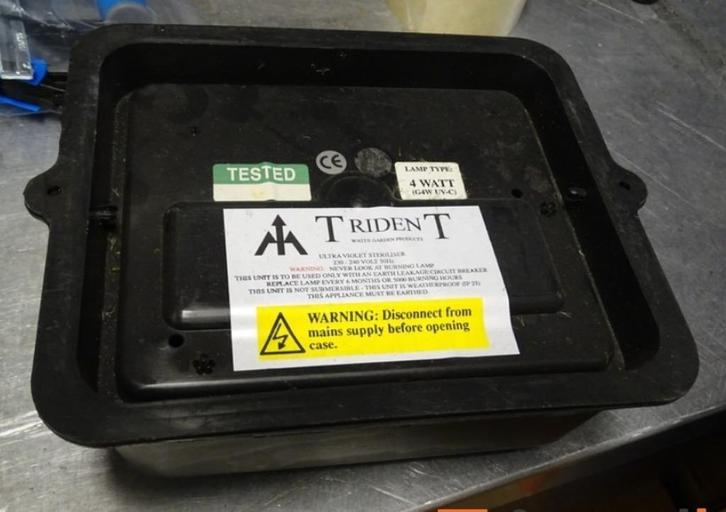 TESTED
CE
LAMP TYPE:
4 WATT
(G4W UV-C)
TRIDENT
WATER GARDEN PRODUCTS
ULTRA VIOLET STERILISER
230 - 240 VOLT 50Hz
WARNING: NEVER LOOK AT BURNING LAMP
THIS UNIT IS TO BE USED ONLY WITH AN EARTH LEAKAGE CIRCUIT BREAKER
REPLACE LAMP EVERY 6 MONTHS OR 5000 BURNING HOURS
THIS UNIT IS NOT SUBMERSIBLE - THIS UNIT IS WEATHERPROOF (IP 23)
THIS APPLIANCE MUST BE EARTHED
WARNING: Disconnect from
mains supply before opening
case.